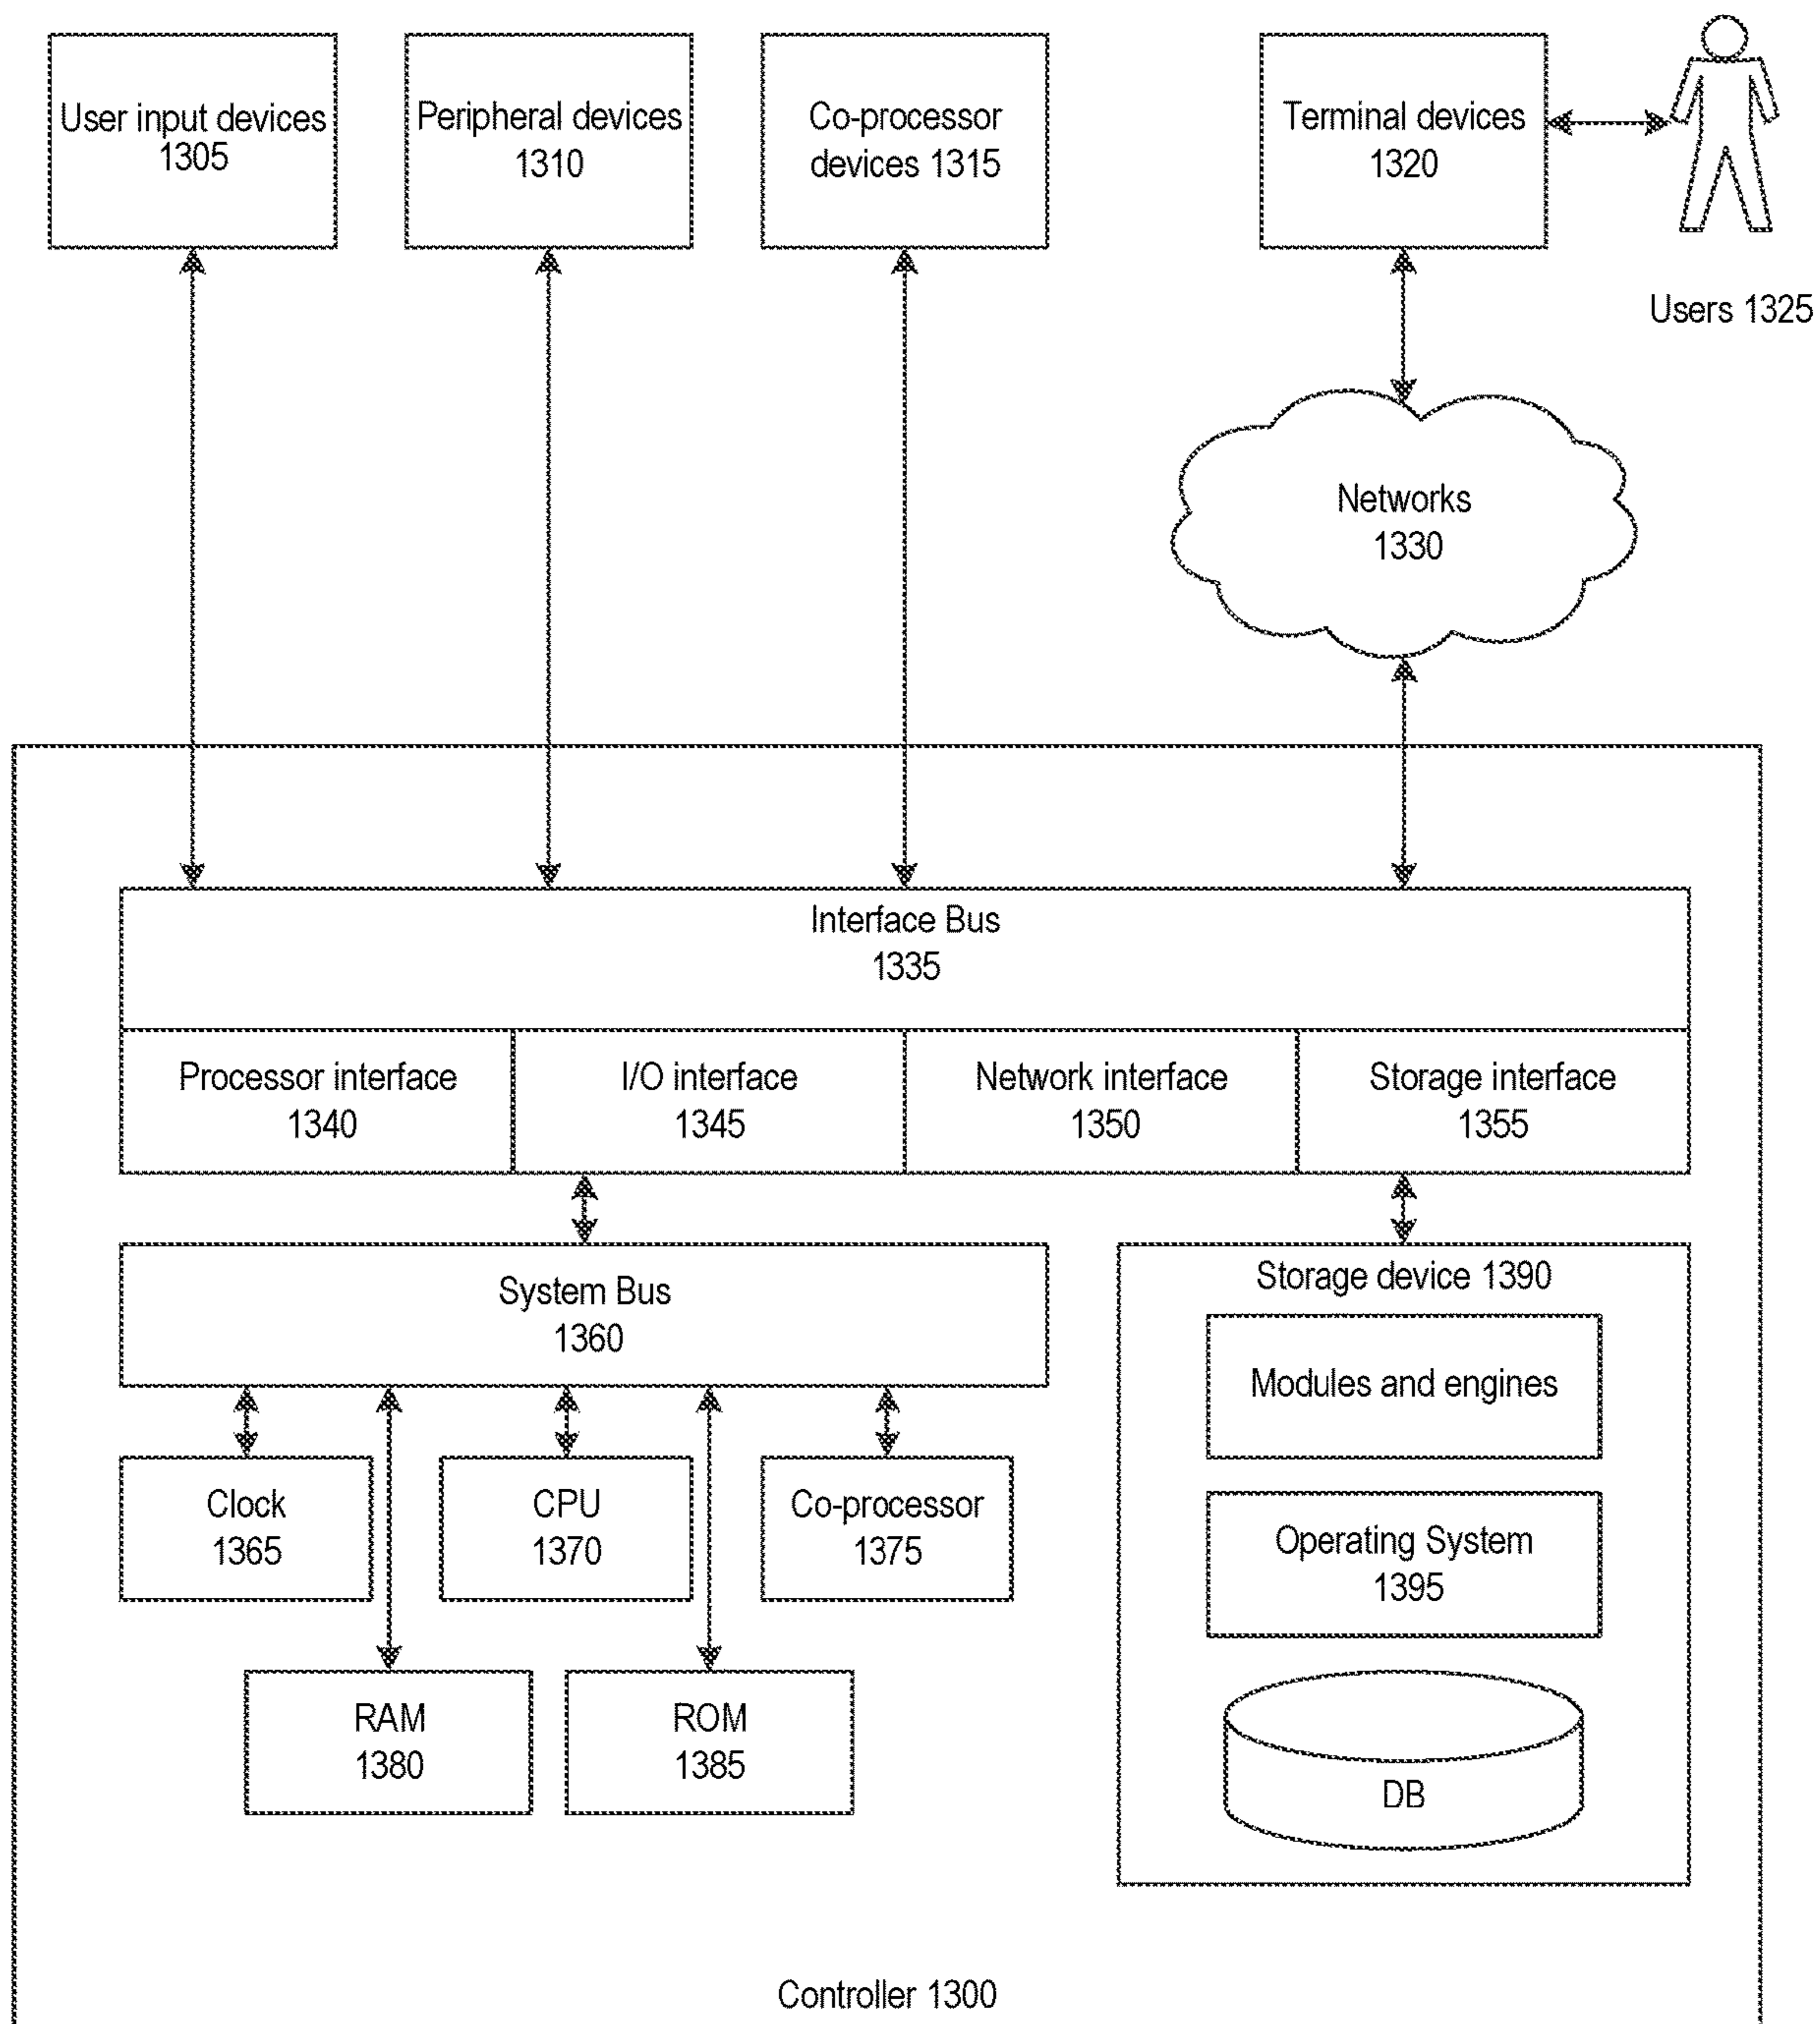 User input devices
1305
Peripheral devices
1310
Co-processor
devices 1315
Terminal devices
1320
Users 1325
Networks
1330
Interface Bus
1335
Processor interface
1340
I/O interface
1345
Network interface
1350
Storage interface
1355
System Bus
1360
Storage device 1390
Modules and engines
Clock
1365
CPU
1370
Co-processor
1375
Operating System
1395
RAM
1380
ROM
1385
DB
Controller 1300